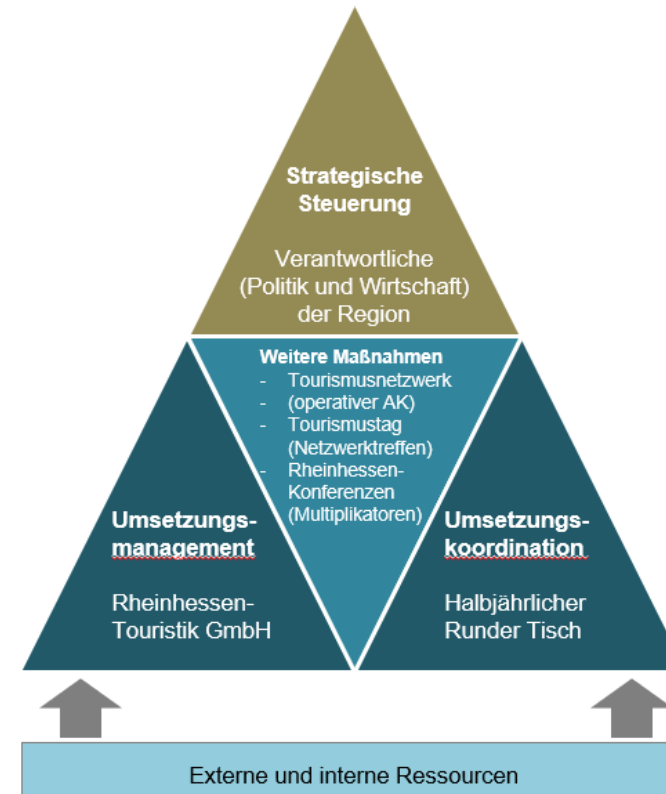 Strategische
Steuerung
Verantwortliche
(Politik und Wirtschaft)
der Region
Weitere Maßnahmen
- Tourismusnetzwerk
- (operativer AK)
- Tourismustag
(Netzwerktreffen)
- Rheinhessen-
Konferenzen
(Multiplikatoren)
Umsetzungs-
management
Rheinhessen-
Touristik GmbH
Umsetzungs-
koordination
Halbjährlicher
Runder Tisch
Externe und interne Ressourcen